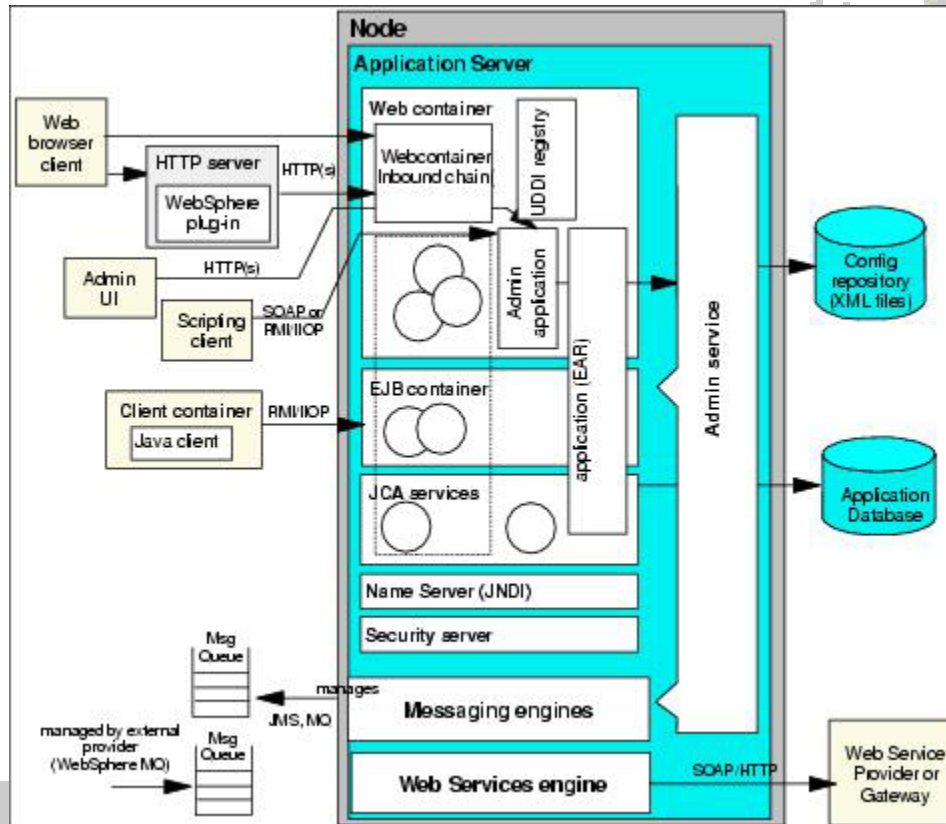 Node
Application Server
Web container
Web
browser
client
HTTP server
WebSphere
plug-in
HTTP(s)
Webcontainer
Inbound chain
UDDI registry
Admin
UI
HTTP(s)
Scripting
client
SOAP or
RMI/IIOP
Admin
application
application (EAR)
Admin service
Config
repository
(XML files)
Client container
Java client
RMI/IIOP
EJB container
JCA services
Application
Database
Name Server (JNDI)
Security server
Msg
Queue
manages
JMS, MQ
Messaging engines
managed by external
provider
(WebSphere MQ)
Msg
Queue
Web Services engine
SOAP/HTTP
Web Service
Provider or
Gateway